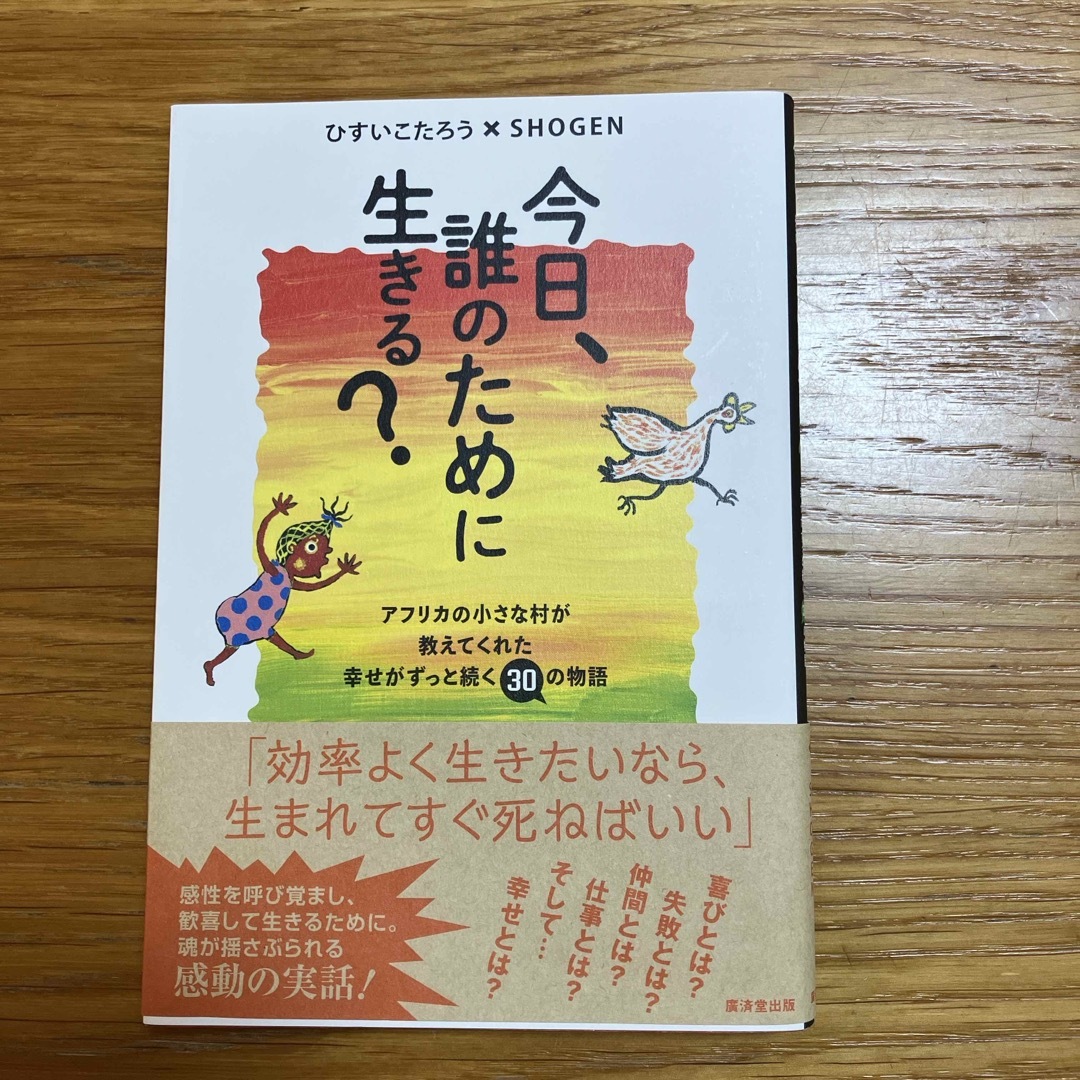 ひすいこたろう×SHOGEN
今日、
誰のために
生きる?
アフリカの小さな村が
教えてくれた
幸せがずっと続く30の物語
「効率よく生きたいなら、
生まれてすぐ死ねばいい」
感性を呼び覚まし、
歓喜して生きるために。
魂が揺さぶられる
感動の実話!
喜びとは?
失敗とは?
仲間とは?
仕事とは?
そして…
幸せとは?
廣済堂出版